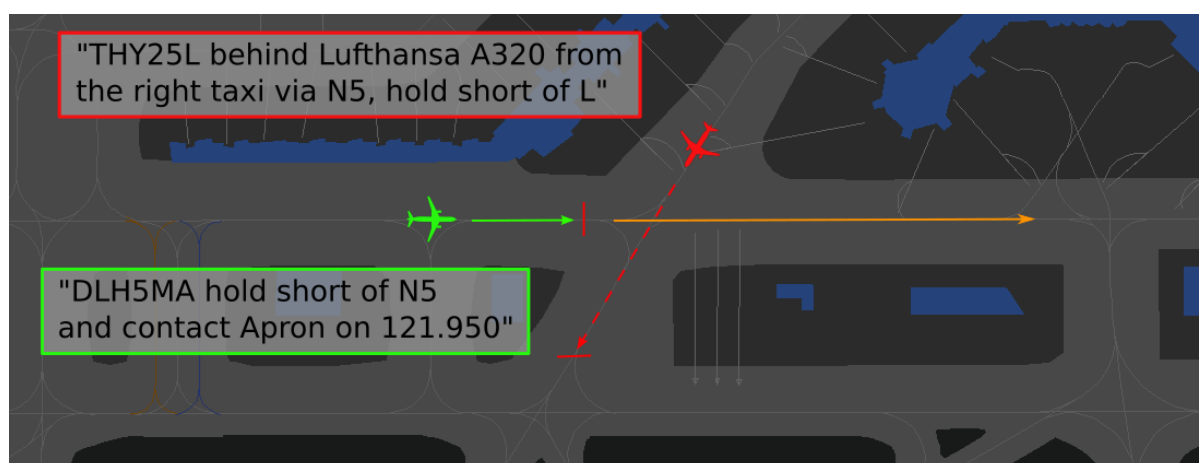 "THY25L behind Lufthansa A320 from
the right taxi via N5, hold short of L"
"DLH5MA hold short of N5
and contact Apron on 121.950"